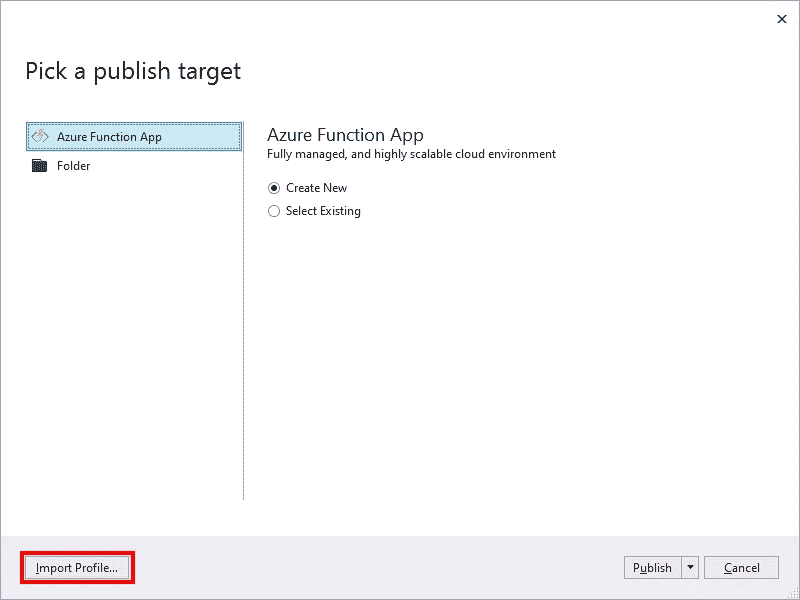 Pick a publish target
Azure Function App
Folder
Azure Function App
Fully managed, and highly scalable cloud environment
Create New
Select Existing
Import Profile...
Publish
Cancel